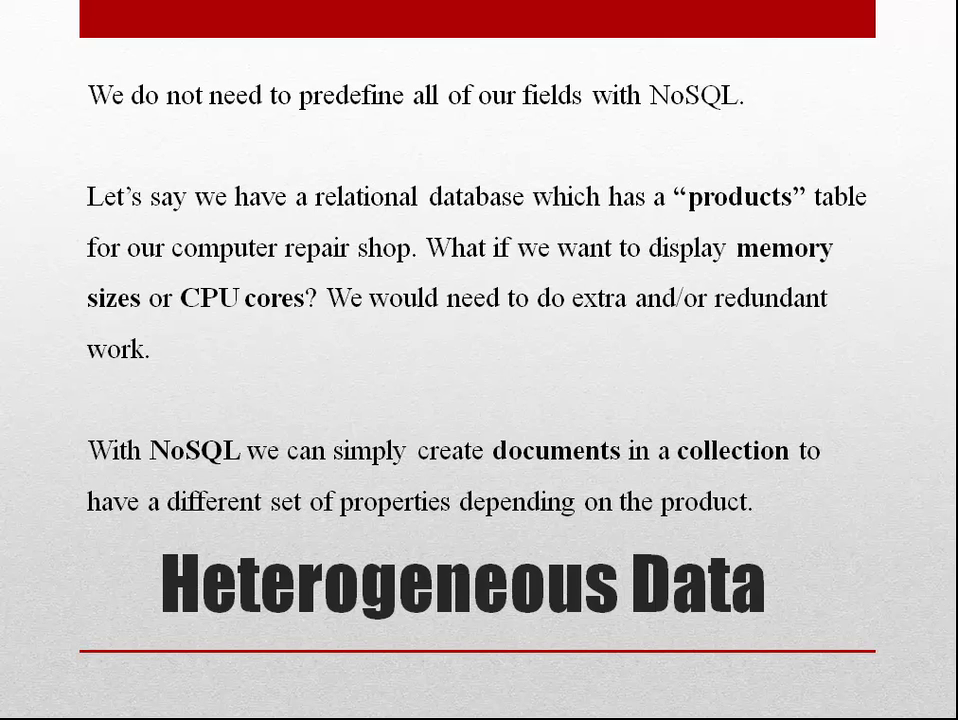 We do not need to predefine all of our fields with NoSQL.
Let’s say we have a relational database which has a “products” table
for our computer repair shop. What if we want to display memory
sizes or CPU cores? We would need to do extra and/or redundant
work.
With NoSQL we can simply create documents in a collection to
have a different set of properties depending on the product.
Heterogeneous Data